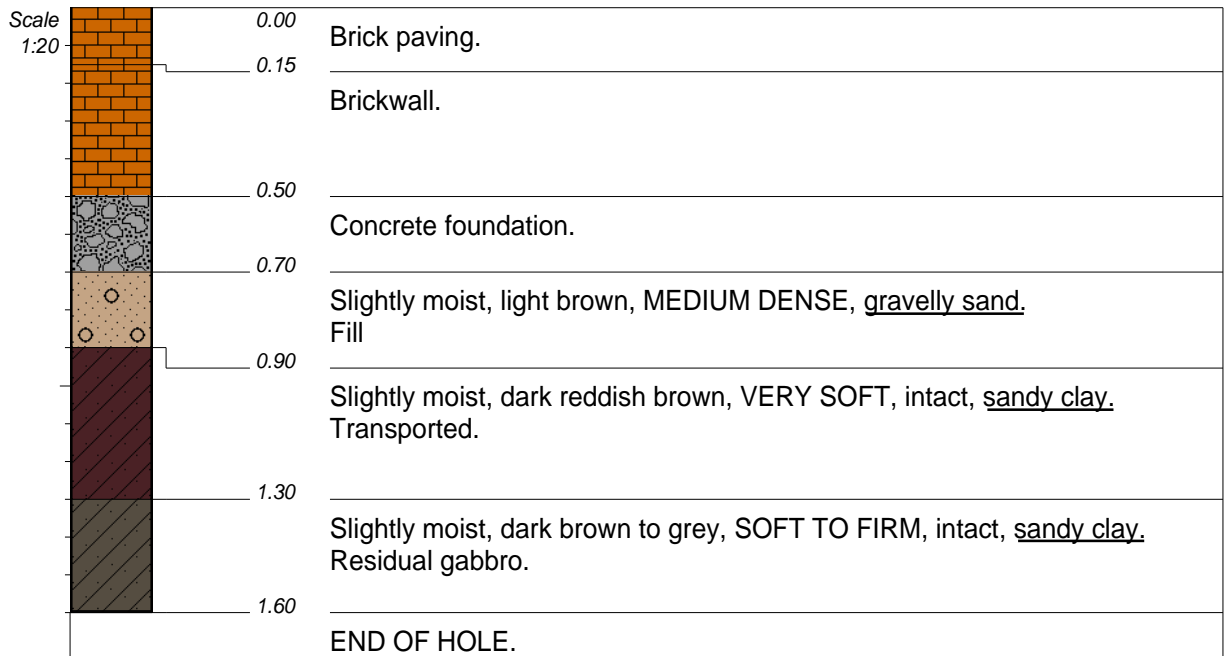 Scale
1:20
0.00
Brick paving.
0.15
Brickwall.
0.50
Concrete foundation.
0.70
Slightly moist, light brown, MEDIUM DENSE, gravelly sand.
Fill
0.90
Slightly moist, dark reddish brown, VERY SOFT, intact, sandy clay.
Transported.
1.30
Slightly moist, dark brown to grey, SOFT TO FIRM, intact, sandy clay.
Residual gabbro.
1.60
END OF HOLE.